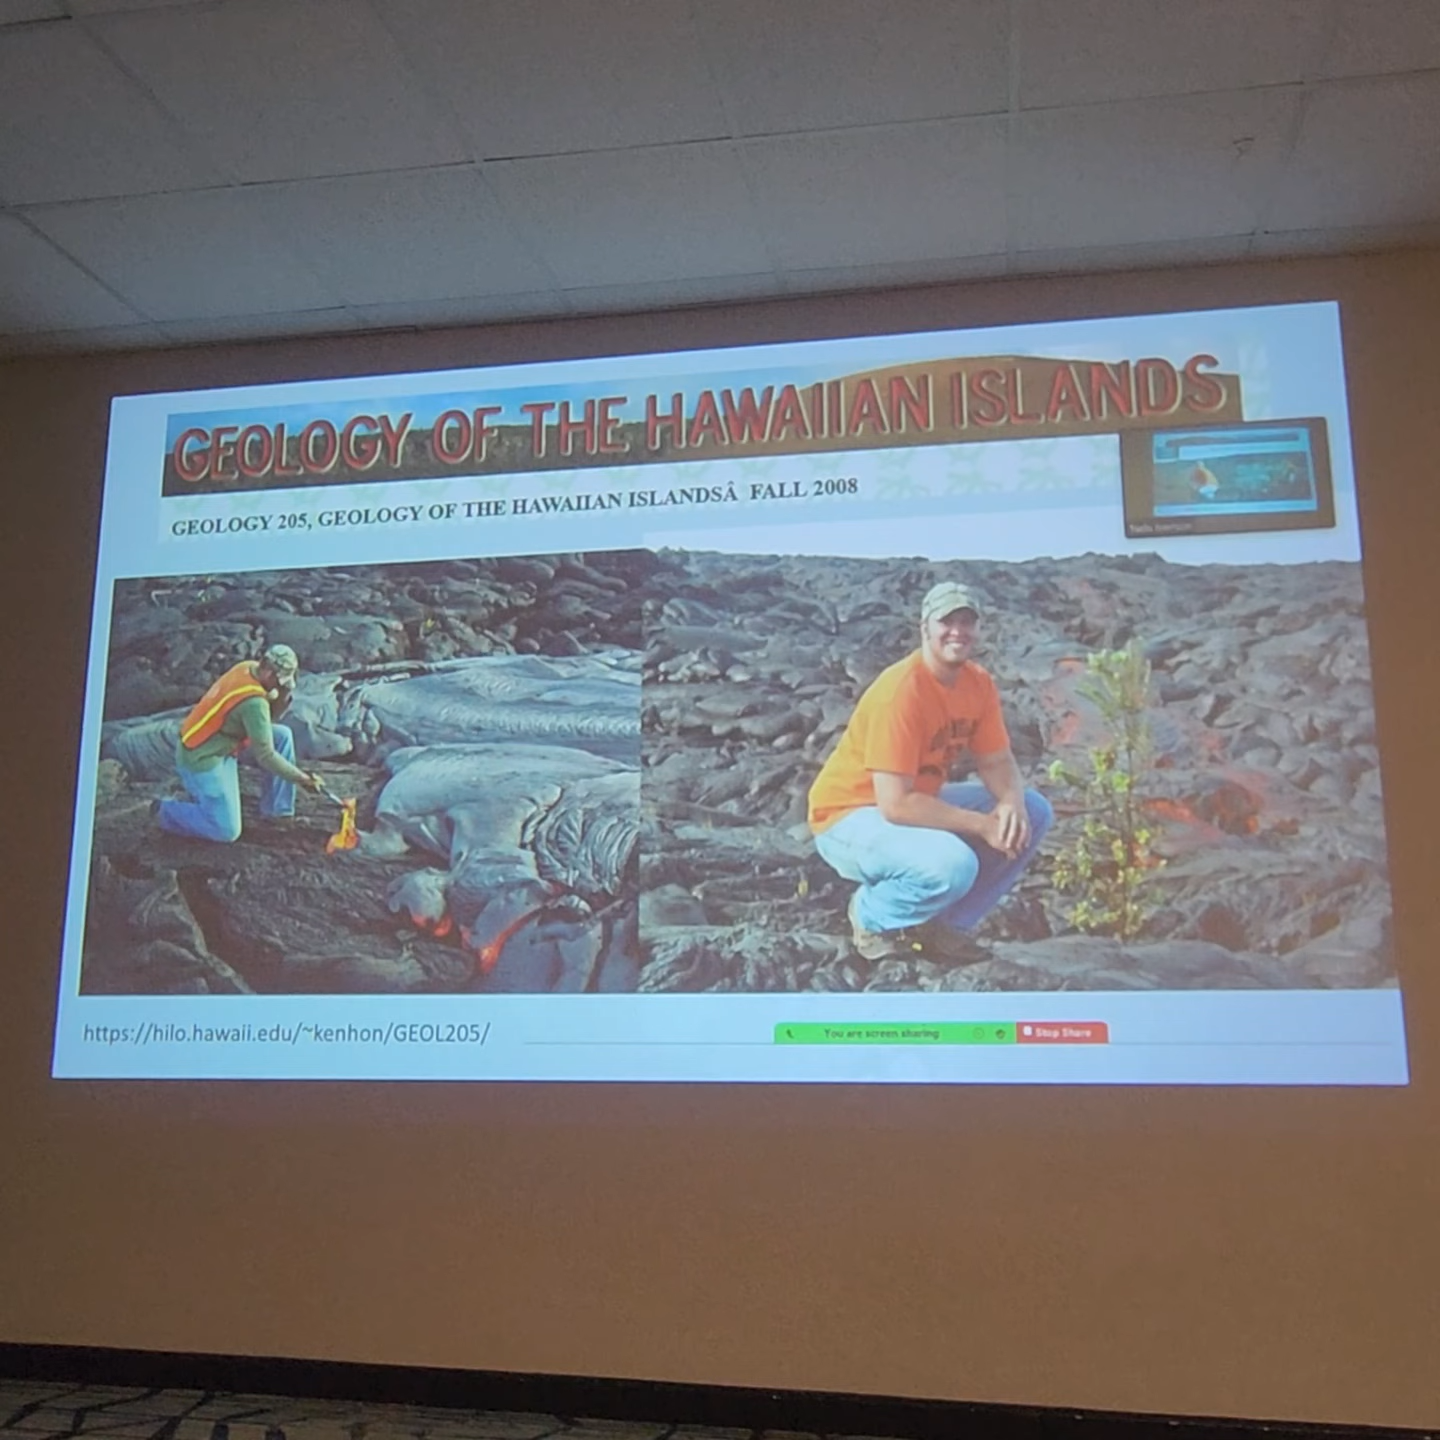 GEOLOGY OF THE HAWAIIAN ISLANDS
GEOLOGY 205, GEOLOGY OF THE HAWAIIAN ISLANDSÂ FALL 2008
https://hilo.hawaii.edu/~kenhon/GEOL205/
You are screen sharing
Stop Share